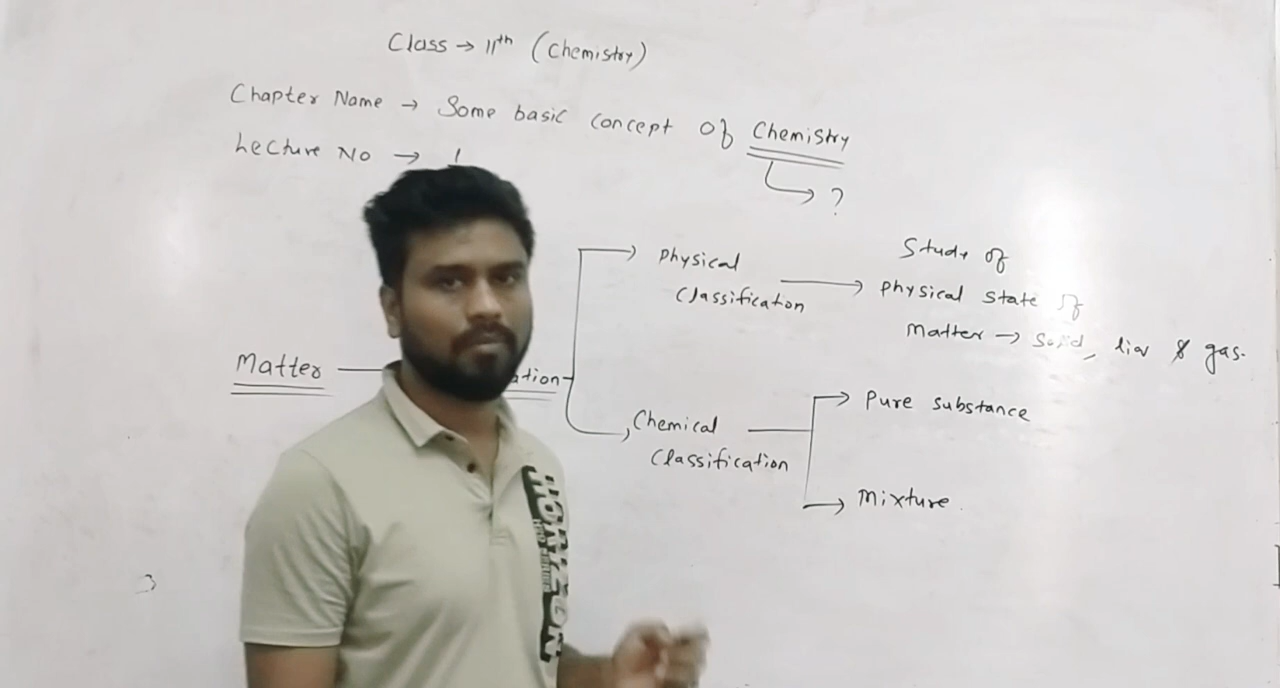 Class → 11th (Chemistry)
Chapter Name → Some basic concept Of Chemistry
Lecture No → 1
?
Physical
Classification
Study of
Physical state of
Matter → Solid, liq & gas.
Matter
ation
Chemical
Classification
Pure substance
Mixture
HORIZON